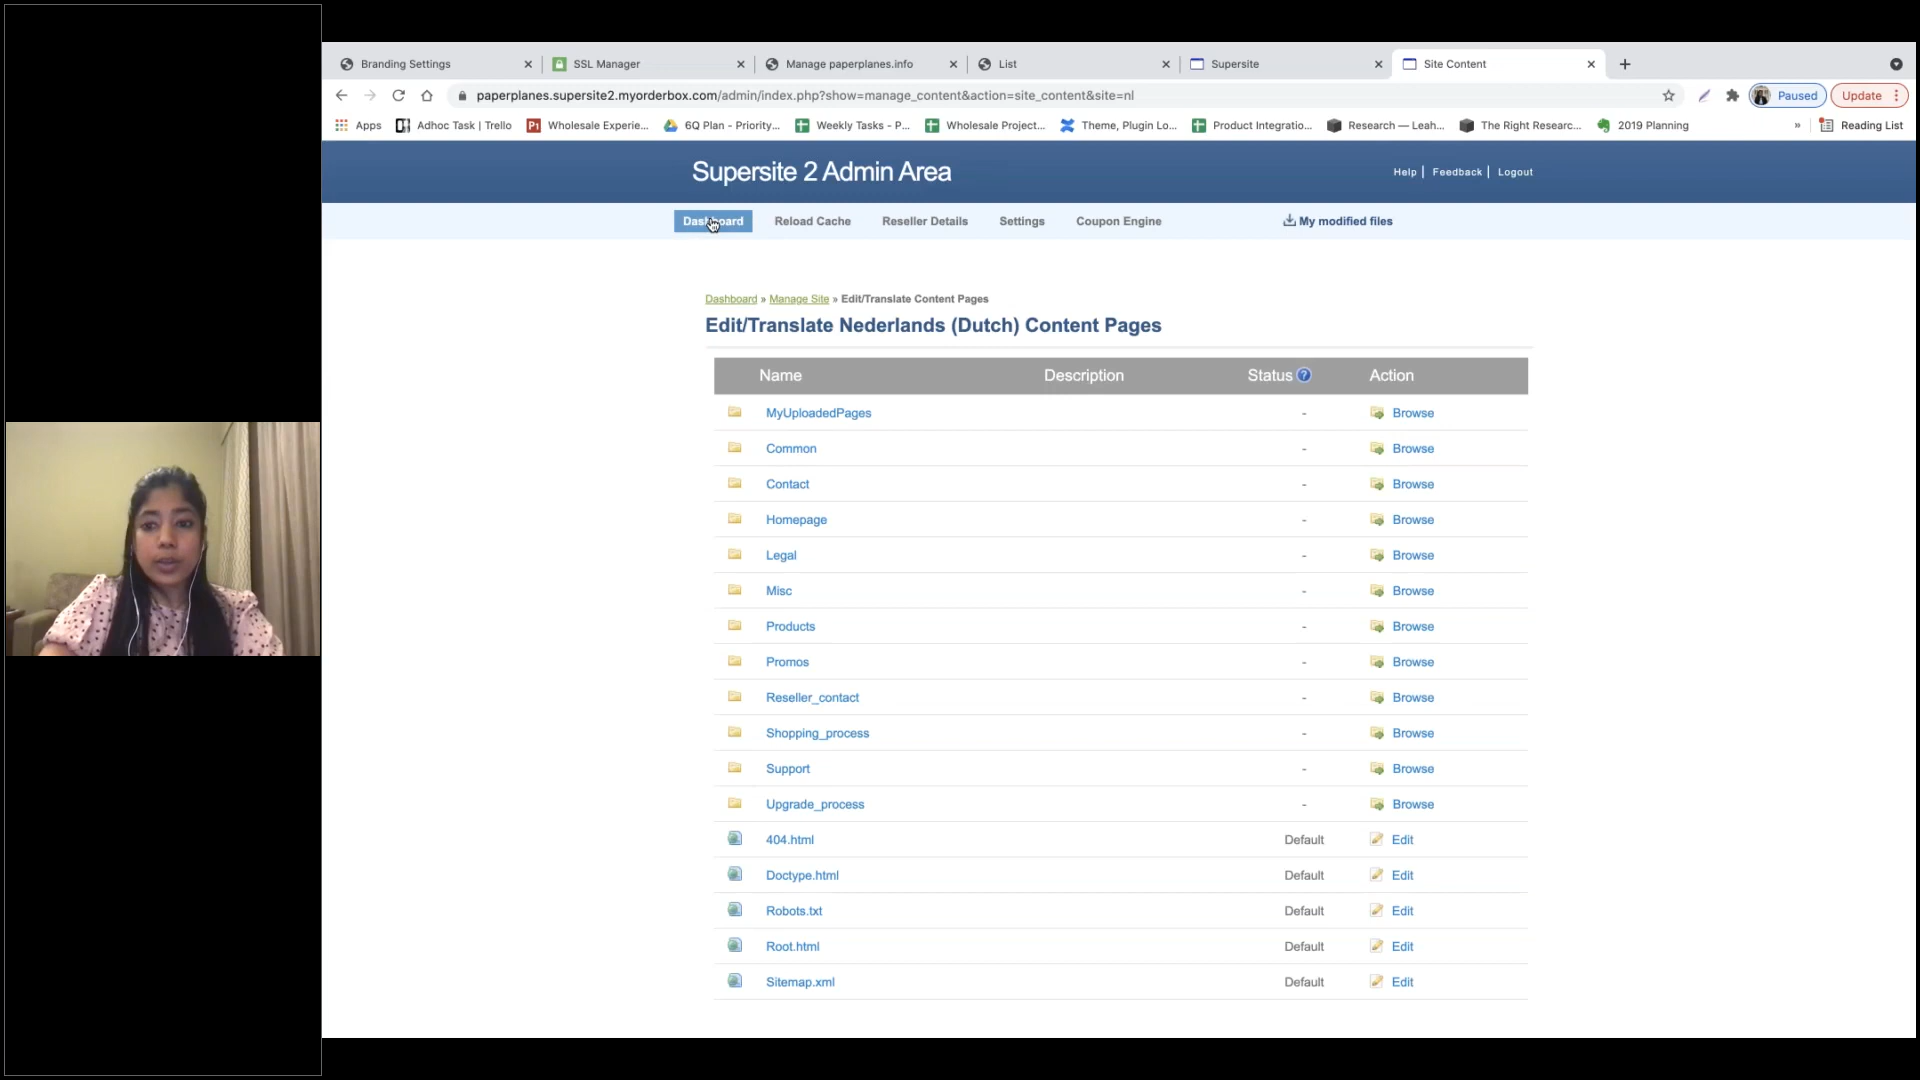 Branding Settings
SSL Manager
Manage paperplanes.info
List
Supersite
Site Content
paperplanes.supersite2.myorderbox.com/admin/index.php?show=manage_content&action=site_content&site=nl
Paused
Update
Apps
Adhoc Task | Trello
Wholesale Experie...
6Q Plan - Priority...
Weekly Tasks - P...
Wholesale Project...
Theme, Plugin Lo...
Product Integratio...
Research — Leah...
The Right Researc...
2019 Planning
»
Reading List
Supersite 2 Admin Area
Help | Feedback | Logout
Dashboard
Reload Cache
Reseller Details
Settings
Coupon Engine
My modified files
Dashboard » Manage Site » Edit/Translate Content Pages
Edit/Translate Nederlands (Dutch) Content Pages
Name Description Status ? Action
MyUploadedPages - Browse
Common - Browse
Contact - Browse
Homepage - Browse
Legal - Browse
Misc - Browse
Products - Browse
Promos - Browse
Reseller_contact - Browse
Shopping_process - Browse
Support - Browse
Upgrade_process - Browse
404.html Default Edit
Doctype.html Default Edit
Robots.txt Default Edit
Root.html Default Edit
Sitemap.xml Default Edit